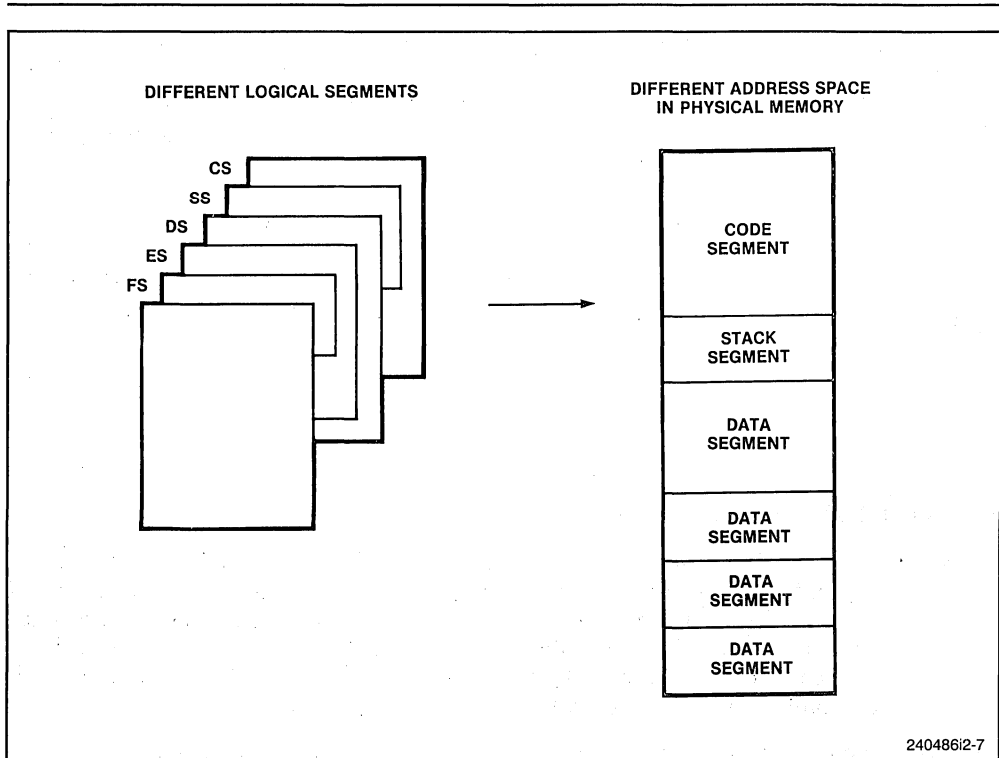 DIFFERENT LOGICAL SEGMENTS
DIFFERENT ADDRESS SPACE
IN PHYSICAL MEMORY
CS
SS
DS
ES
FS
CODE
SEGMENT
STACK
SEGMENT
DATA
SEGMENT
DATA
SEGMENT
DATA
SEGMENT
DATA
SEGMENT
240486i2-7